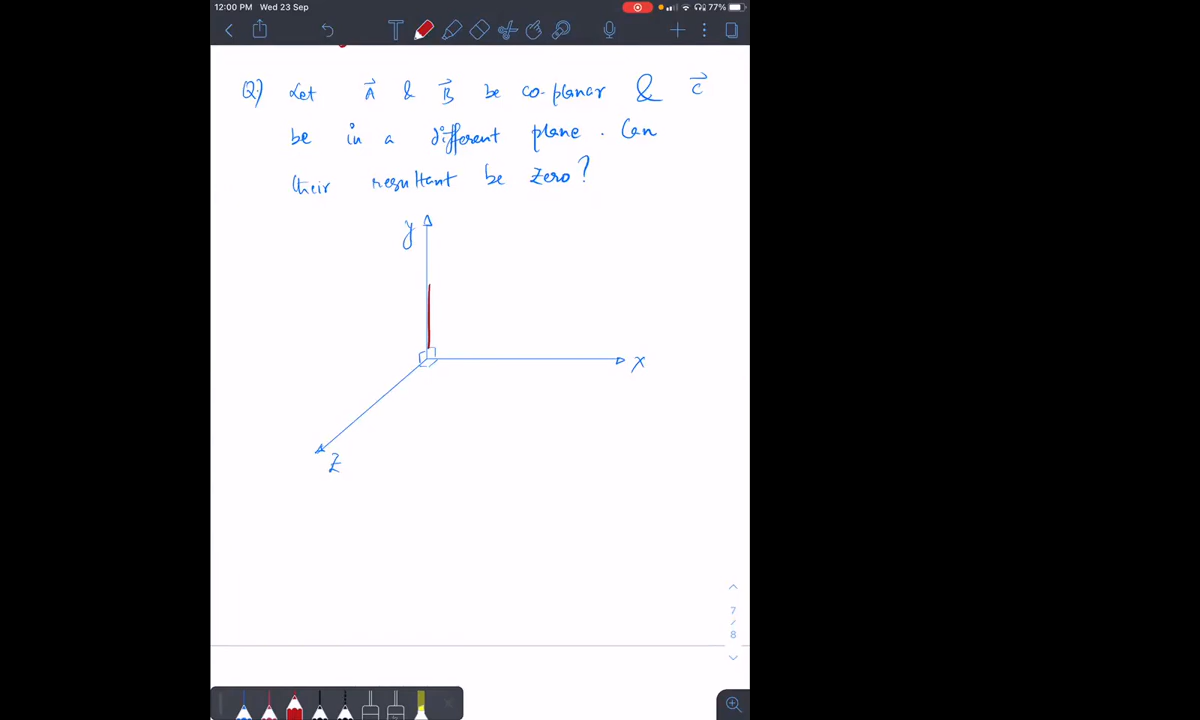 12:00 PM Wed 23 Sep
77%
Q:) Let A & B be co-planar & C
be in a different plane. Can
their resultant be zero?
y
x
z
7
/
8